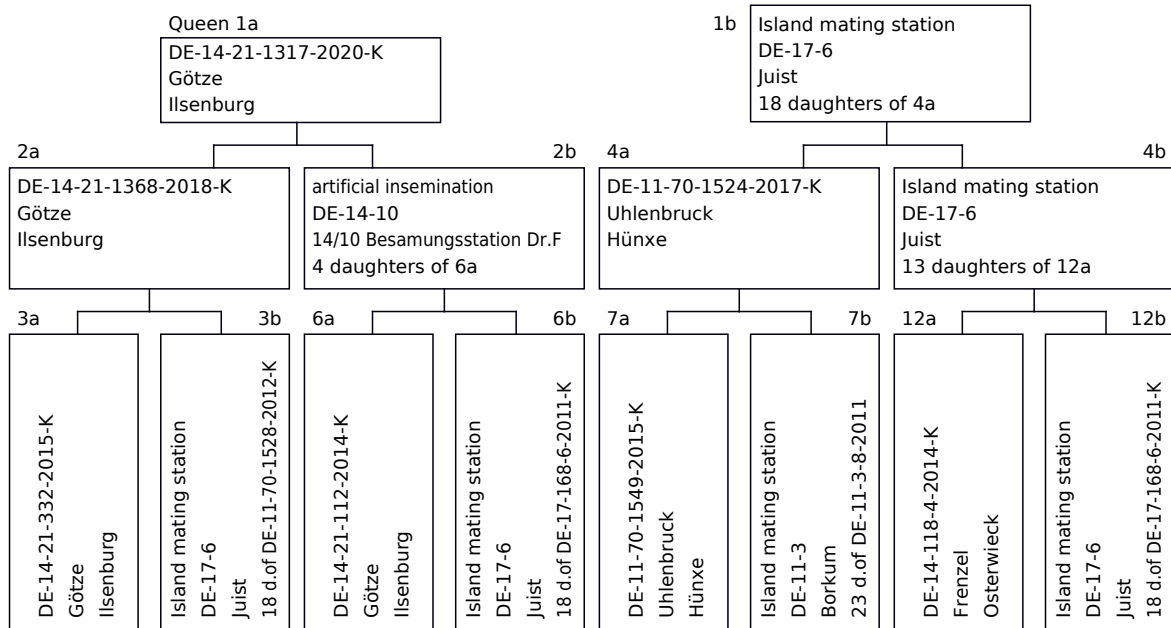 Queen 1a
DE-14-21-1317-2020-K
Götze
Ilsenburg
1b
Island mating station
DE-17-6
Juist
18 daughters of 4a
2a
DE-14-21-1368-2018-K
Götze
Ilsenburg
2b
artificial insemination
DE-14-10
14/10 Besamungsstation Dr.F
4 daughters of 6a
4a
DE-11-70-1524-2017-K
Uhlenbruck
Hünxe
4b
Island mating station
DE-17-6
Juist
13 daughters of 12a
3a
DE-14-21-332-2015-K
Götze
Ilsenburg
3b
Island mating station
DE-17-6
Juist
18 d.of DE-11-70-1528-2012-K
6a
DE-14-21-112-2014-K
Götze
Ilsenburg
6b
Island mating station
DE-17-6
Juist
18 d.of DE-17-168-6-2011-K
7a
DE-11-70-1549-2015-K
Uhlenbruck
Hünxe
7b
Island mating station
DE-11-3
Borkum
23 d.of DE-11-3-8-2011
12a
DE-14-118-4-2014-K
Frenzel
Osterwieck
12b
Island mating station
DE-17-6
Juist
18 d.of DE-17-168-6-2011-K